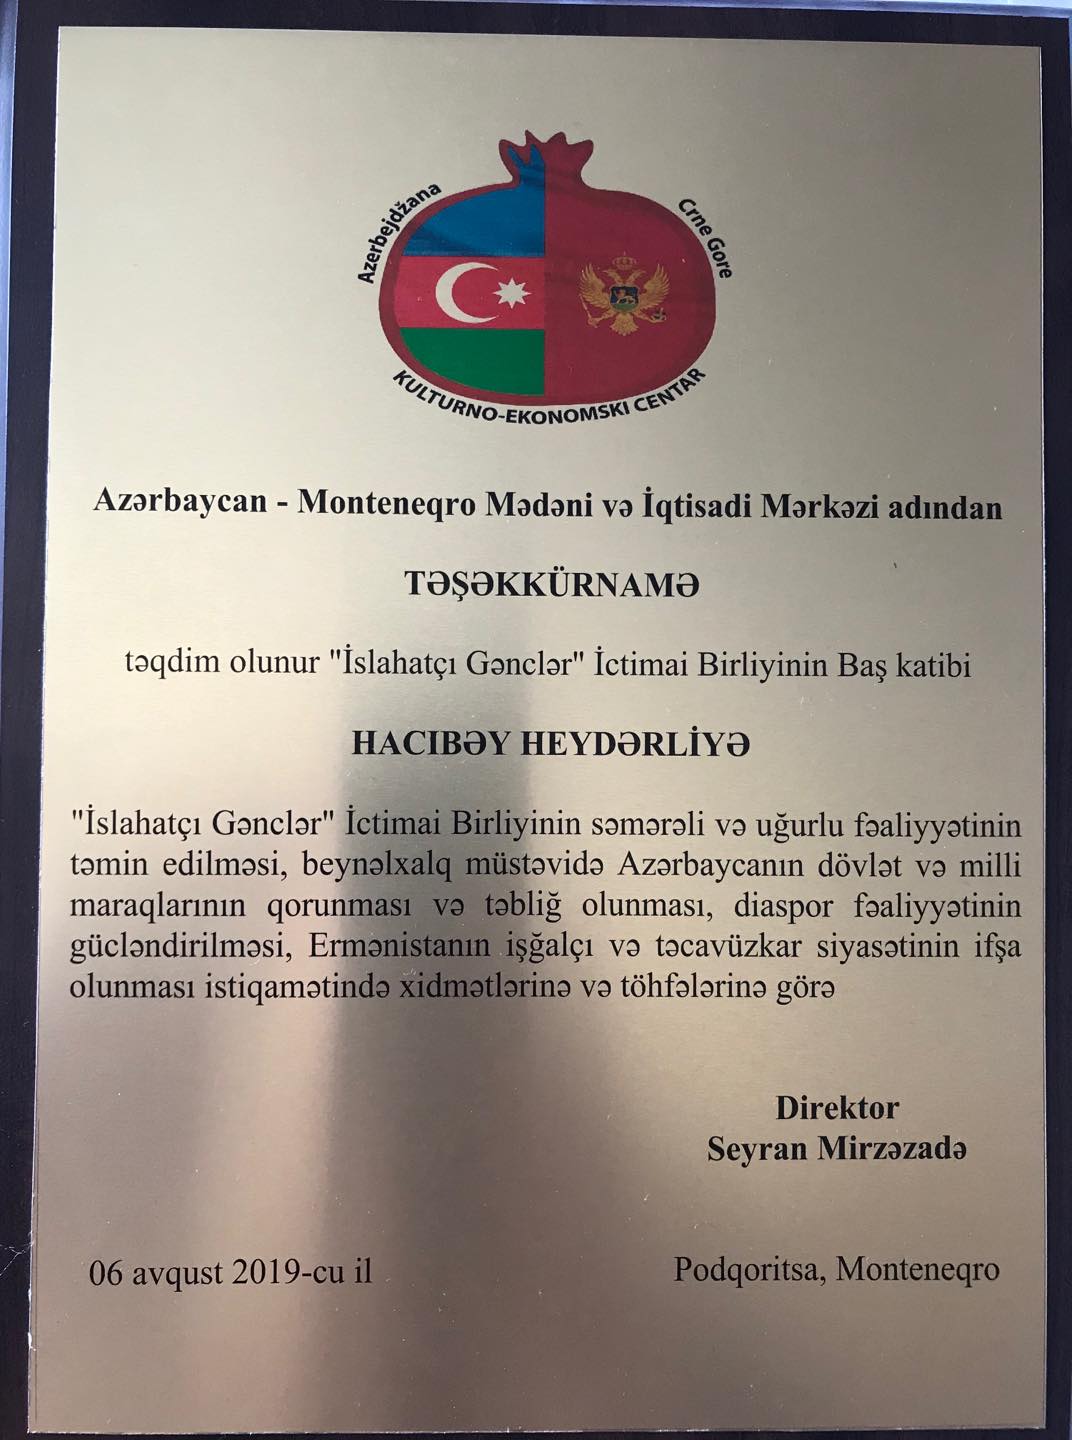 Azerbejdžana
Crne Gore
KULTURNO-EKONOMSKI CENTAR
Azərbaycan - Monteneqro Mədəni və İqtisadi Mərkəzi adından
TƏŞƏKKÜRNAMƏ
təqdim olunur "İslahatçı Gənclər" İctimai Birliyinin Baş katibi
HACIBƏY HEYDƏRLİYƏ
"İslahatçı Gənclər" İctimai Birliyinin səmərəli və uğurlu fəaliyyətinin
təmin edilməsi, beynəlxalq müstəvidə Azərbaycanın dövlət və milli
maraqlarının qorunması və təbliğ olunması, diaspor fəaliyyətinin
gücləndirilməsi, Ermənistanın işğalçı və təcavüzkar siyasətinin ifşa
olunması istiqamətində xidmətlərinə və töhfələrinə görə
Direktor
Seyran Mirzəzadə
06 avqust 2019-cu il
Podqoritsa, Monteneqro